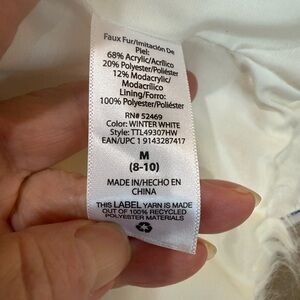 Faux Fur/Imitación De
Piel:
68% Acrylic/Acrílico
20% Polyester/Poliéster
12% Modacrylic/
Modacrílico
Lining/Forro:
100% Polyester/Poliéster
RN# 52469
Color: WINTER WHITE
Style: TTL49307HW
EAN/UPC 1 9143287417
M
(8-10)
MADE IN/HECHO EN
CHINA
THIS LABEL YARN IS MADE
OUT OF 100% RECYCLED
POLYESTER MATERIALS